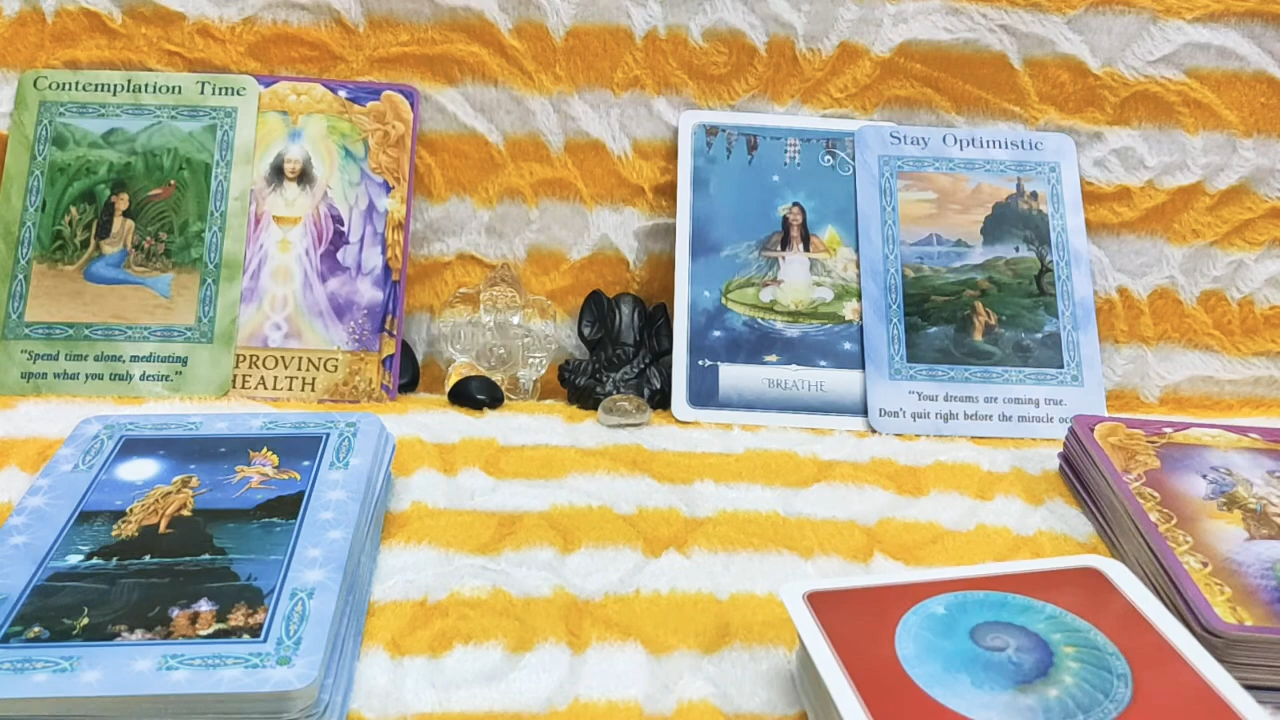 Contemplation Time
"Spend time alone, meditating
upon what you truly desire."
PROVING
HEALTH
BREATHE
Stay Optimistic
"Your dreams are coming true.
Don't quit right before the miracle